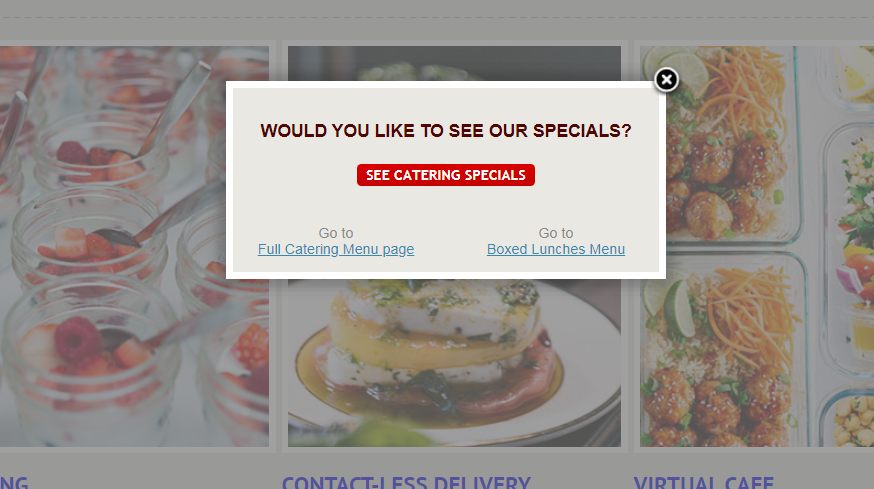 WOULD YOU LIKE TO SEE OUR SPECIALS?
SEE CATERING SPECIALS
Go to
Full Catering Menu page
Go to
Boxed Lunches Menu
CONTACT-LESS DELIVERY
VIRTUAL CAFE